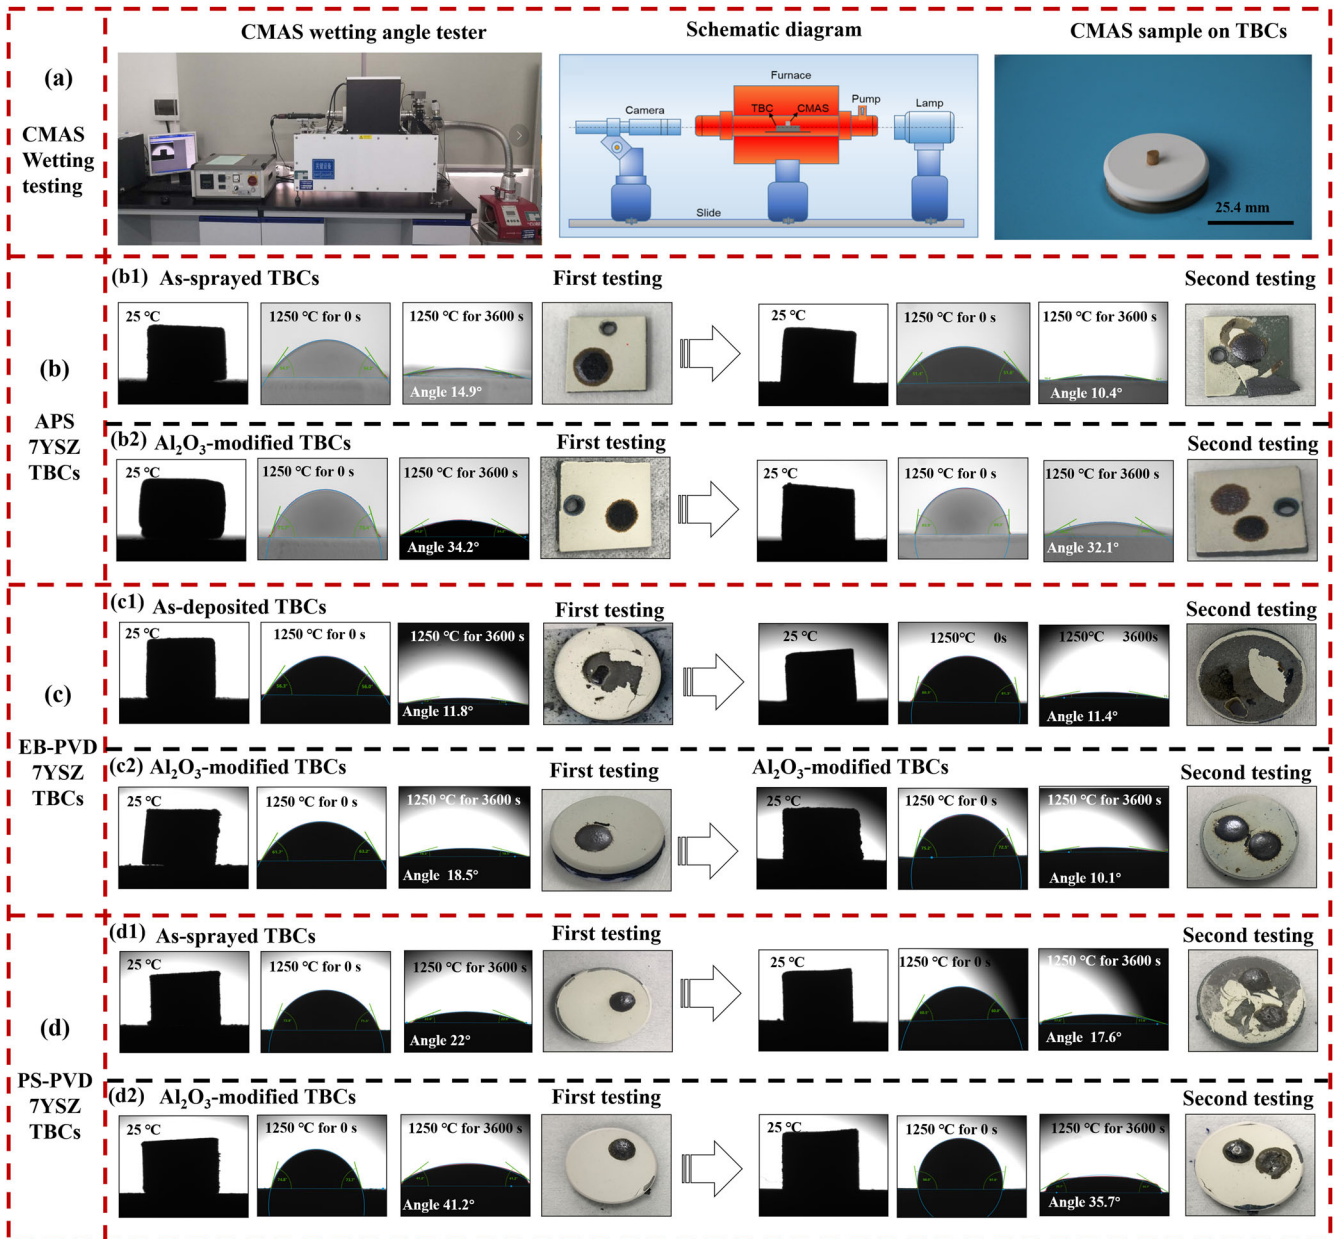 CMAS wetting angle tester
Schematic diagram
CMAS sample on TBCs
(a)
CMAS
Wetting
testing
Furnace
Camera
TBC
CMAS
Pump
Lamp
Slide
25.4 mm
(b)
APS
7YSZ
TBCs
(b1) As-sprayed TBCs
First testing
Second testing
25 °C
1250 °C for 0 s
1250 °C for 3600 s
Angle 14.9°
25 °C
1250 °C for 0 s
1250 °C for 3600 s
Angle 10.4°
(b2) Al₂O₃-modified TBCs
First testing
Second testing
25 °C
1250 °C for 0 s
1250 °C for 3600 s
Angle 34.2°
25 °C
1250 °C for 0 s
1250 °C for 3600 s
Angle 32.1°
(c)
EB-PVD
7YSZ
TBCs
(c1) As-deposited TBCs
First testing
Second testing
25 °C
1250 °C for 0 s
1250 °C for 3600 s
Angle 11.8°
25 °C
1250°C 0s
1250°C 3600s
Angle 11.4°
(c2) Al₂O₃-modified TBCs
First testing
Al₂O₃-modified TBCs
Second testing
25 °C
1250 °C for 0 s
1250 °C for 3600 s
Angle 18.5°
25 °C
1250 °C for 0 s
1250 °C for 3600 s
Angle 10.1°
(d)
PS-PVD
7YSZ
TBCs
(d1) As-sprayed TBCs
First testing
Second testing
25 °C
1250 °C for 0 s
1250 °C for 3600 s
Angle 22°
25 °C
1250 °C for 0 s
1250 °C for 3600 s
Angle 17.6°
(d2) Al₂O₃-modified TBCs
First testing
Second testing
25 °C
1250 °C for 0 s
1250 °C for 3600 s
Angle 41.2°
25 °C
1250 °C for 0 s
1250 °C for 3600 s
Angle 35.7°